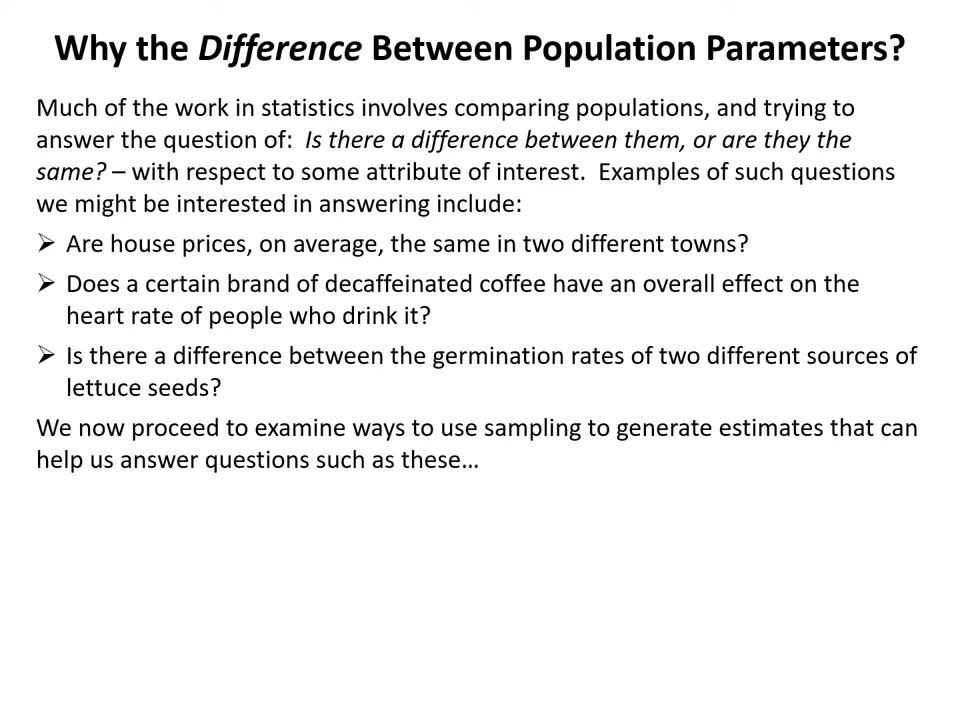 Why the Difference Between Population Parameters?
Much of the work in statistics involves comparing populations, and trying to
answer the question of:  Is there a difference between them, or are they the
same? – with respect to some attribute of interest.  Examples of such questions
we might be interested in answering include:
➢ Are house prices, on average, the same in two different towns?
➢ Does a certain brand of decaffeinated coffee have an overall effect on the
heart rate of people who drink it?
➢ Is there a difference between the germination rates of two different sources of
lettuce seeds?
We now proceed to examine ways to use sampling to generate estimates that can
help us answer questions such as these…